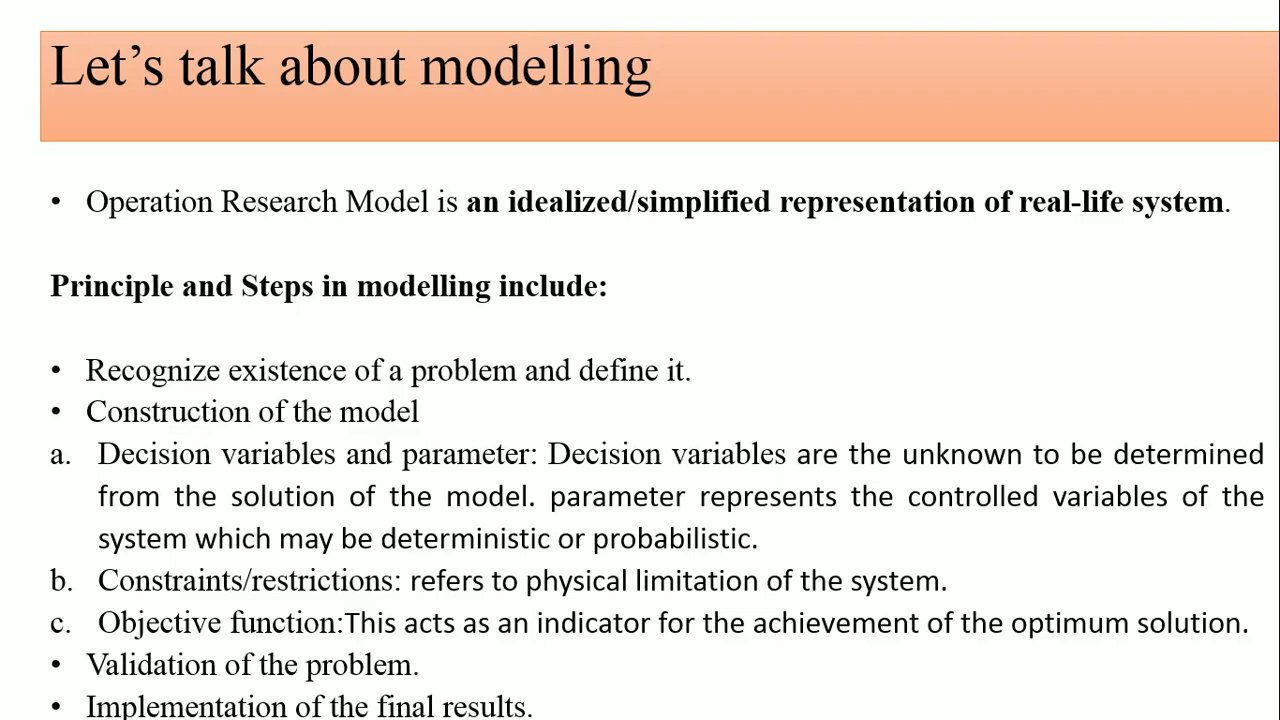 Let’s talk about modelling
• Operation Research Model is an idealized/simplified representation of real-life system.
Principle and Steps in modelling include:
• Recognize existence of a problem and define it.
• Construction of the model
a. Decision variables and parameter: Decision variables are the unknown to be determined
from the solution of the model. parameter represents the controlled variables of the
system which may be deterministic or probabilistic.
b. Constraints/restrictions: refers to physical limitation of the system.
c. Objective function:This acts as an indicator for the achievement of the optimum solution.
• Validation of the problem.
• Implementation of the final results.